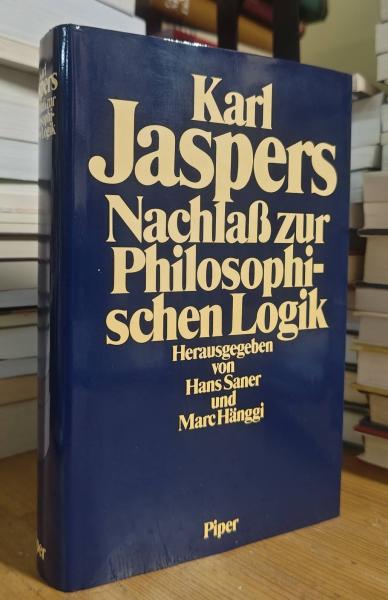 Karl
Jaspers
Nachlaß zur
Philosophi-
schen Logik
Herausgegeben
von
Hans Saner
und
Marc Hänggi
Piper